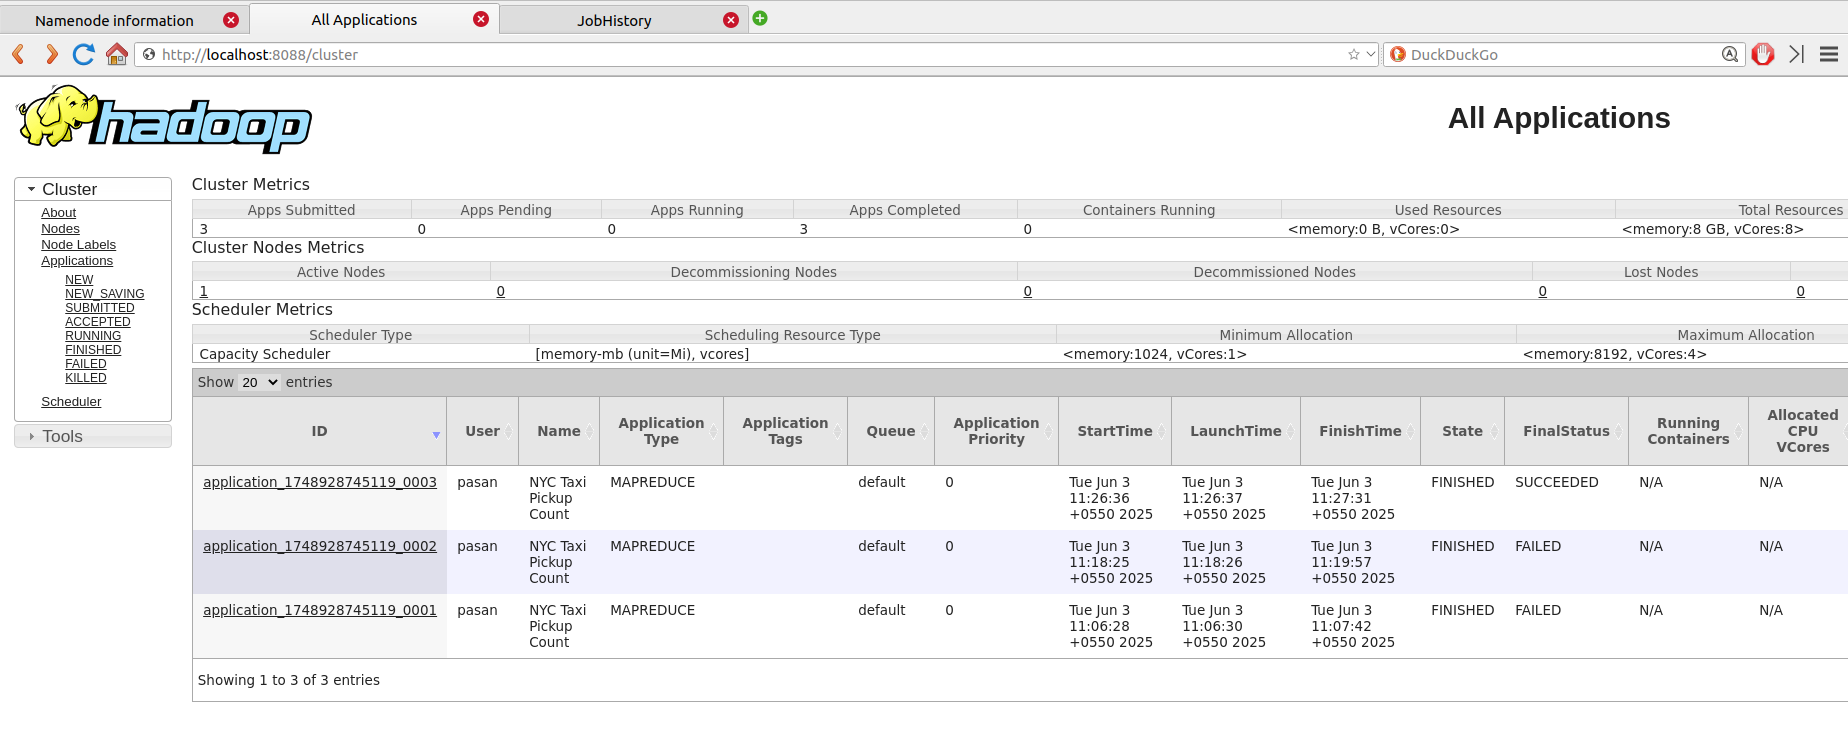 Namenode information
All Applications
JobHistory
http://localhost:8088/cluster
DuckDuckGo
hadoop
All Applications
Cluster
About
Nodes
Node Labels
Applications
NEW
NEW_SAVING
SUBMITTED
ACCEPTED
RUNNING
FINISHED
FAILED
KILLED
Scheduler
Tools
Cluster Metrics
Apps Submitted Apps Pending Apps Running Apps Completed Containers Running Used Resources Total Resources
3 0 0 3 0 <memory:0 B, vCores:0> <memory:8 GB, vCores:8>
Cluster Nodes Metrics
Active Nodes Decommissioning Nodes Decommissioned Nodes Lost Nodes
1 0 0 0 0
Scheduler Metrics
Scheduler Type Scheduling Resource Type Minimum Allocation Maximum Allocation
Capacity Scheduler [memory-mb (unit=Mi), vcores] <memory:1024, vCores:1> <memory:8192, vCores:4>
Show 20 entries
ID User Name Application Type Application Tags Queue Application Priority StartTime LaunchTime FinishTime State FinalStatus Running Containers Allocated CPU VCores
application_1748928745119_0003 pasan NYC Taxi Pickup Count MAPREDUCE default 0 Tue Jun 3 11:26:36 +0550 2025 Tue Jun 3 11:26:37 +0550 2025 Tue Jun 3 11:27:31 +0550 2025 FINISHED SUCCEEDED N/A N/A
application_1748928745119_0002 pasan NYC Taxi Pickup Count MAPREDUCE default 0 Tue Jun 3 11:18:25 +0550 2025 Tue Jun 3 11:18:26 +0550 2025 Tue Jun 3 11:19:57 +0550 2025 FINISHED FAILED N/A N/A
application_1748928745119_0001 pasan NYC Taxi Pickup Count MAPREDUCE default 0 Tue Jun 3 11:06:28 +0550 2025 Tue Jun 3 11:06:30 +0550 2025 Tue Jun 3 11:07:42 +0550 2025 FINISHED FAILED N/A N/A
Showing 1 to 3 of 3 entries